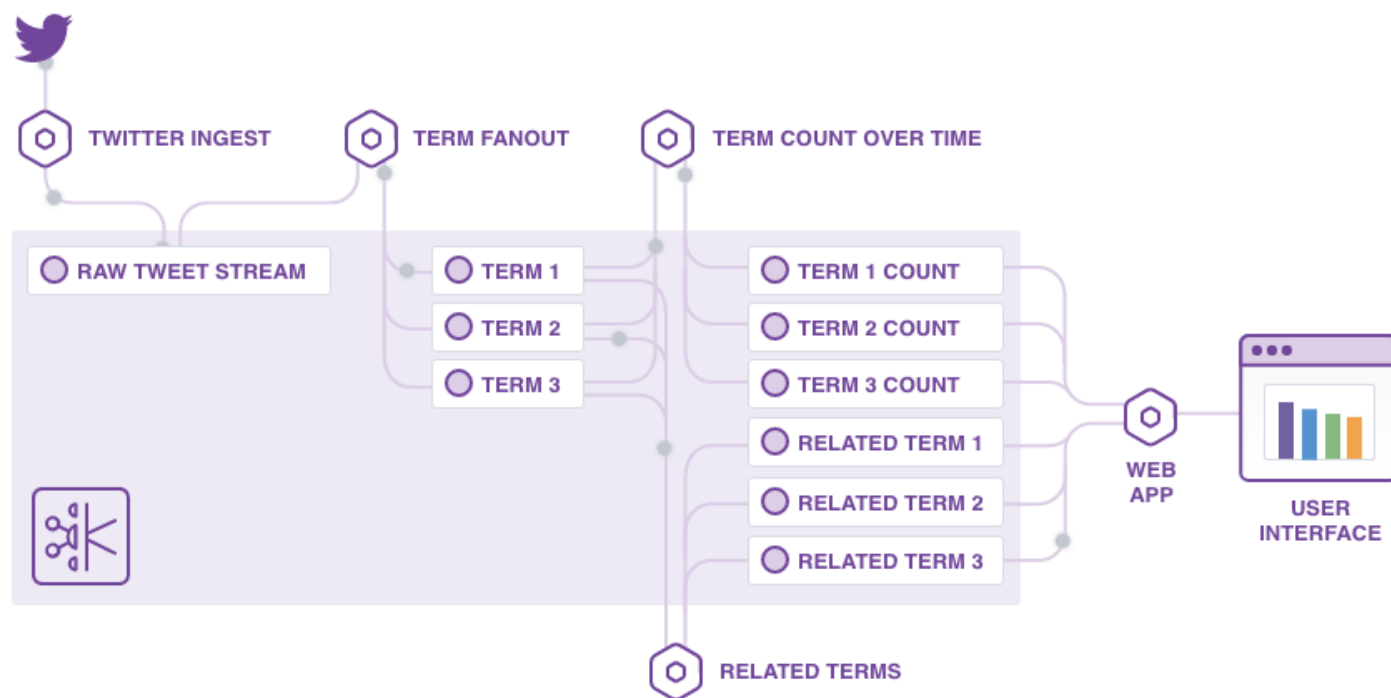 TWITTER INGEST
TERM FANOUT
TERM COUNT OVER TIME
RAW TWEET STREAM
TERM 1
TERM 2
TERM 3
TERM 1 COUNT
TERM 2 COUNT
TERM 3 COUNT
RELATED TERM 1
RELATED TERM 2
RELATED TERM 3
WEB
APP
USER
INTERFACE
RELATED TERMS